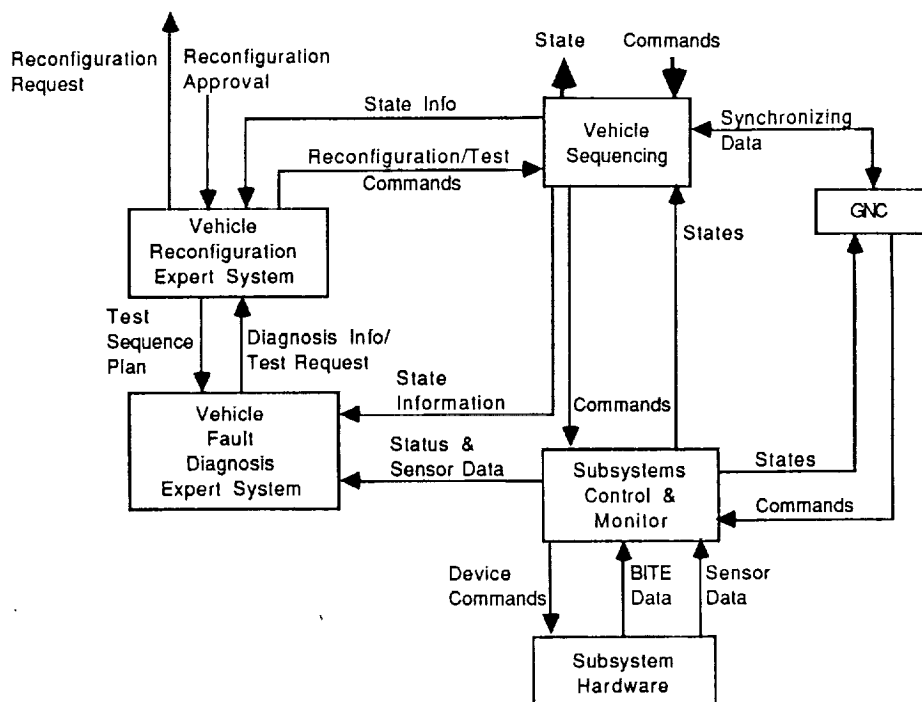 Reconfiguration
Request
Reconfiguration
Approval
State
Commands
State Info
Vehicle
Sequencing
Synchronizing
Data
Reconfiguration/Test
Commands
GNC
Vehicle
Reconfiguration
Expert System
States
Test
Sequence
Plan
Diagnosis Info/
Test Request
State
Information
Commands
Vehicle
Fault
Diagnosis
Expert System
Status &
Sensor Data
Subsystems
Control &
Monitor
States
Commands
Device
Commands
BITE
Data
Sensor
Data
Subsystem
Hardware